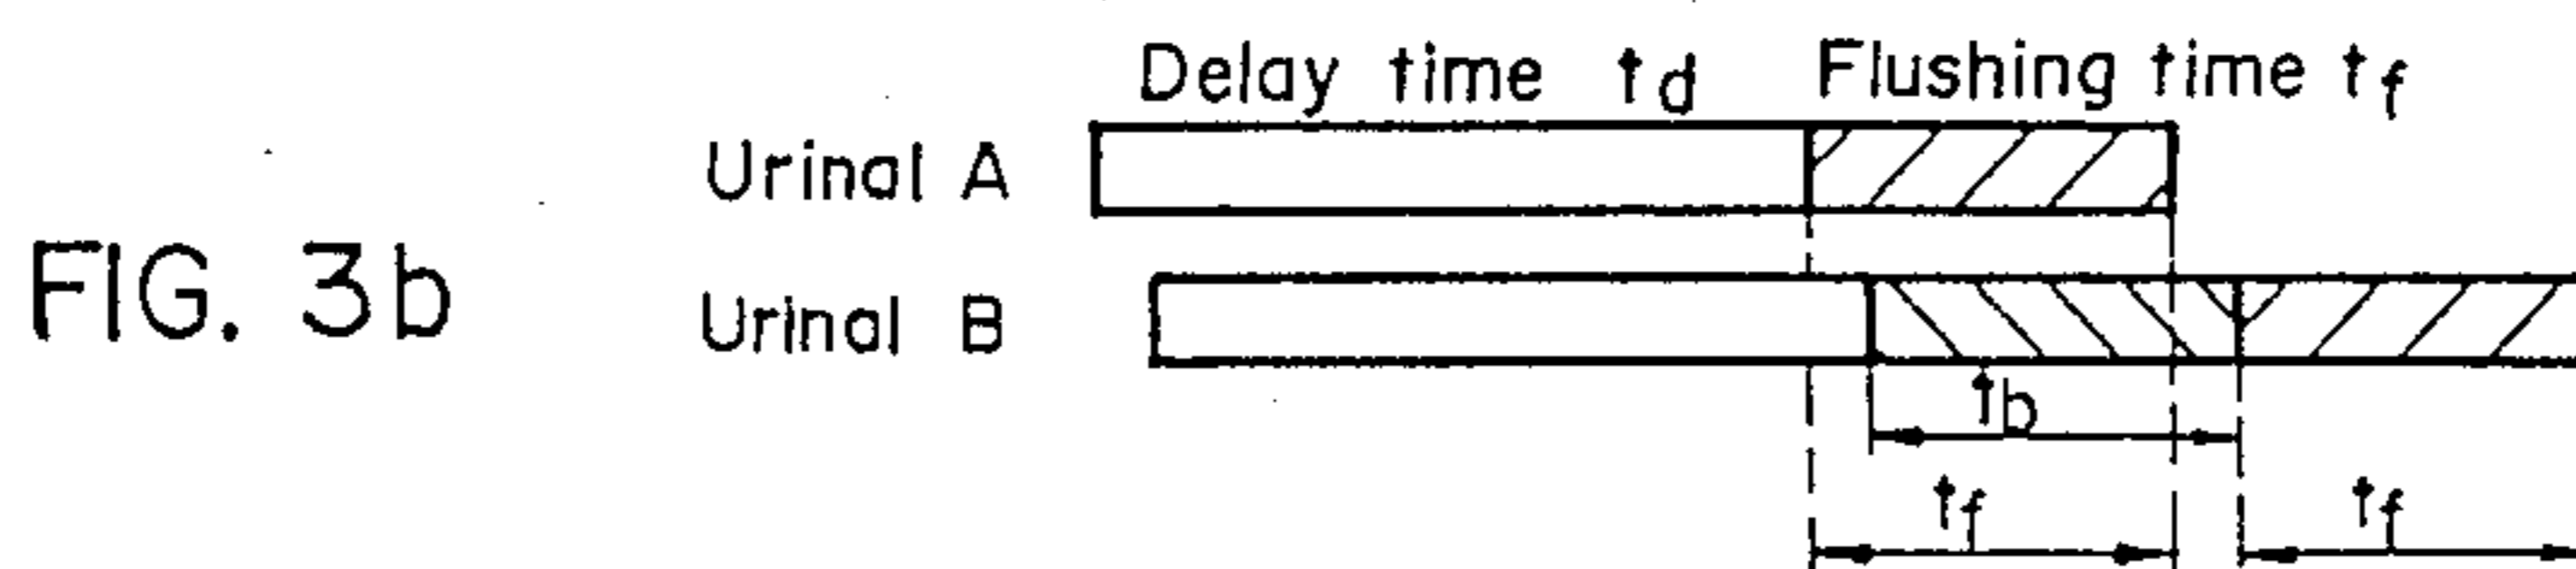 Delay time td Flushing time tf
Urinal A
FIG. 3b
Urinal B
tb
tf tf